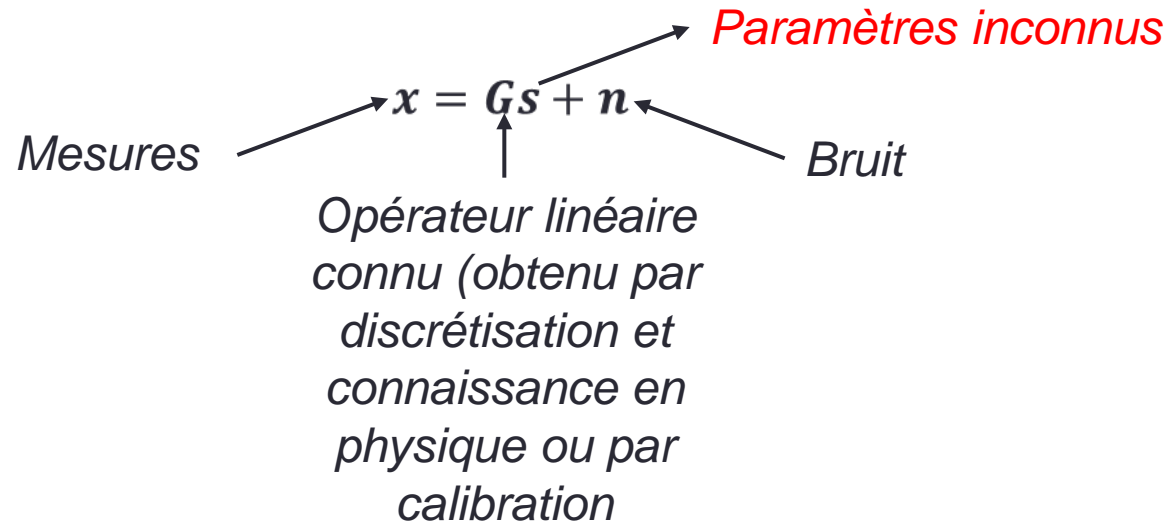 Paramètres inconnus
x = Gs + n
Mesures
Bruit
Opérateur linéaire
connu (obtenu par
discrétisation et
connaissance en
physique ou par
calibration